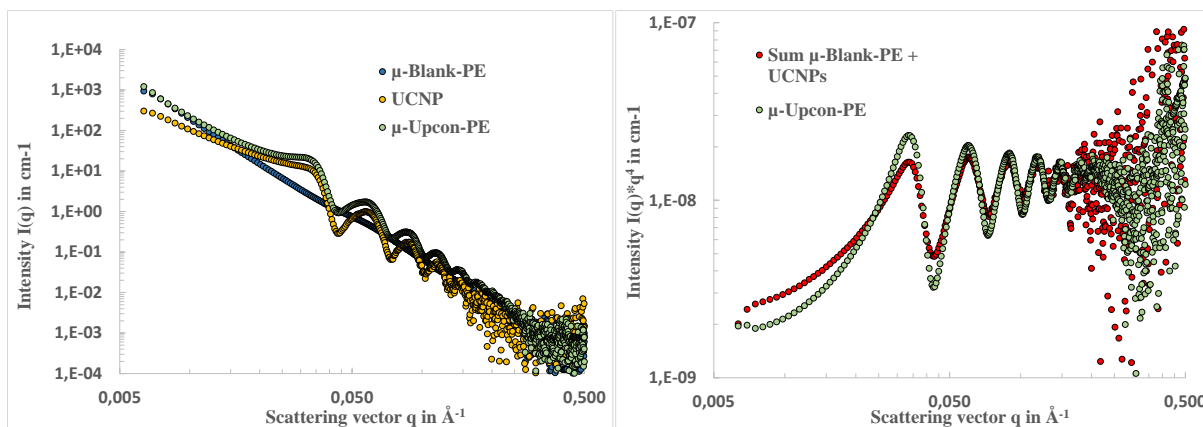 1,E+04
1,E+03
1,E+02
1,E+01
1,E+00
1,E-01
1,E-02
1,E-03
1,E-04
Intensity I(q) in cm-1
μ-Blank-PE
UCNP
μ-Upcon-PE
0,005
0,050
0,500
Scattering vector q in Å-1
1,E-07
1,E-08
1,E-09
Intensity I(q)*q4 in cm-1
Sum μ-Blank-PE +
UCNPs
μ-Upcon-PE
0,005
0,050
0,500
Scattering vector q in Å-1